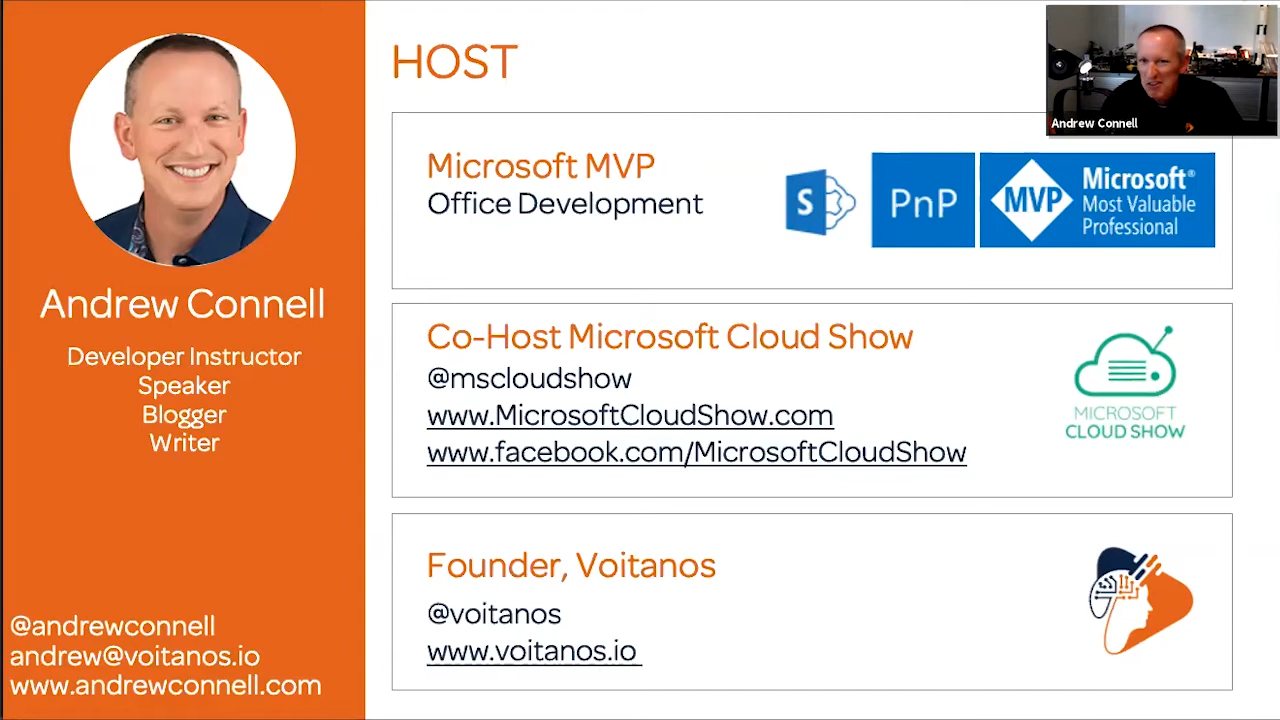 HOST
Andrew Connell
Developer Instructor
Speaker
Blogger
Writer
@andrewconnell
andrew@voitanos.io
www.andrewconnell.com
Microsoft MVP
Office Development
S
PnP
MVP
Microsoft®
Most Valuable
Professional
Co-Host Microsoft Cloud Show
@mscloudshow
www.MicrosoftCloudShow.com
www.facebook.com/MicrosoftCloudShow
MICROSOFT
CLOUD SHOW
Founder, Voitanos
@voitanos
www.voitanos.io
Andrew Connell